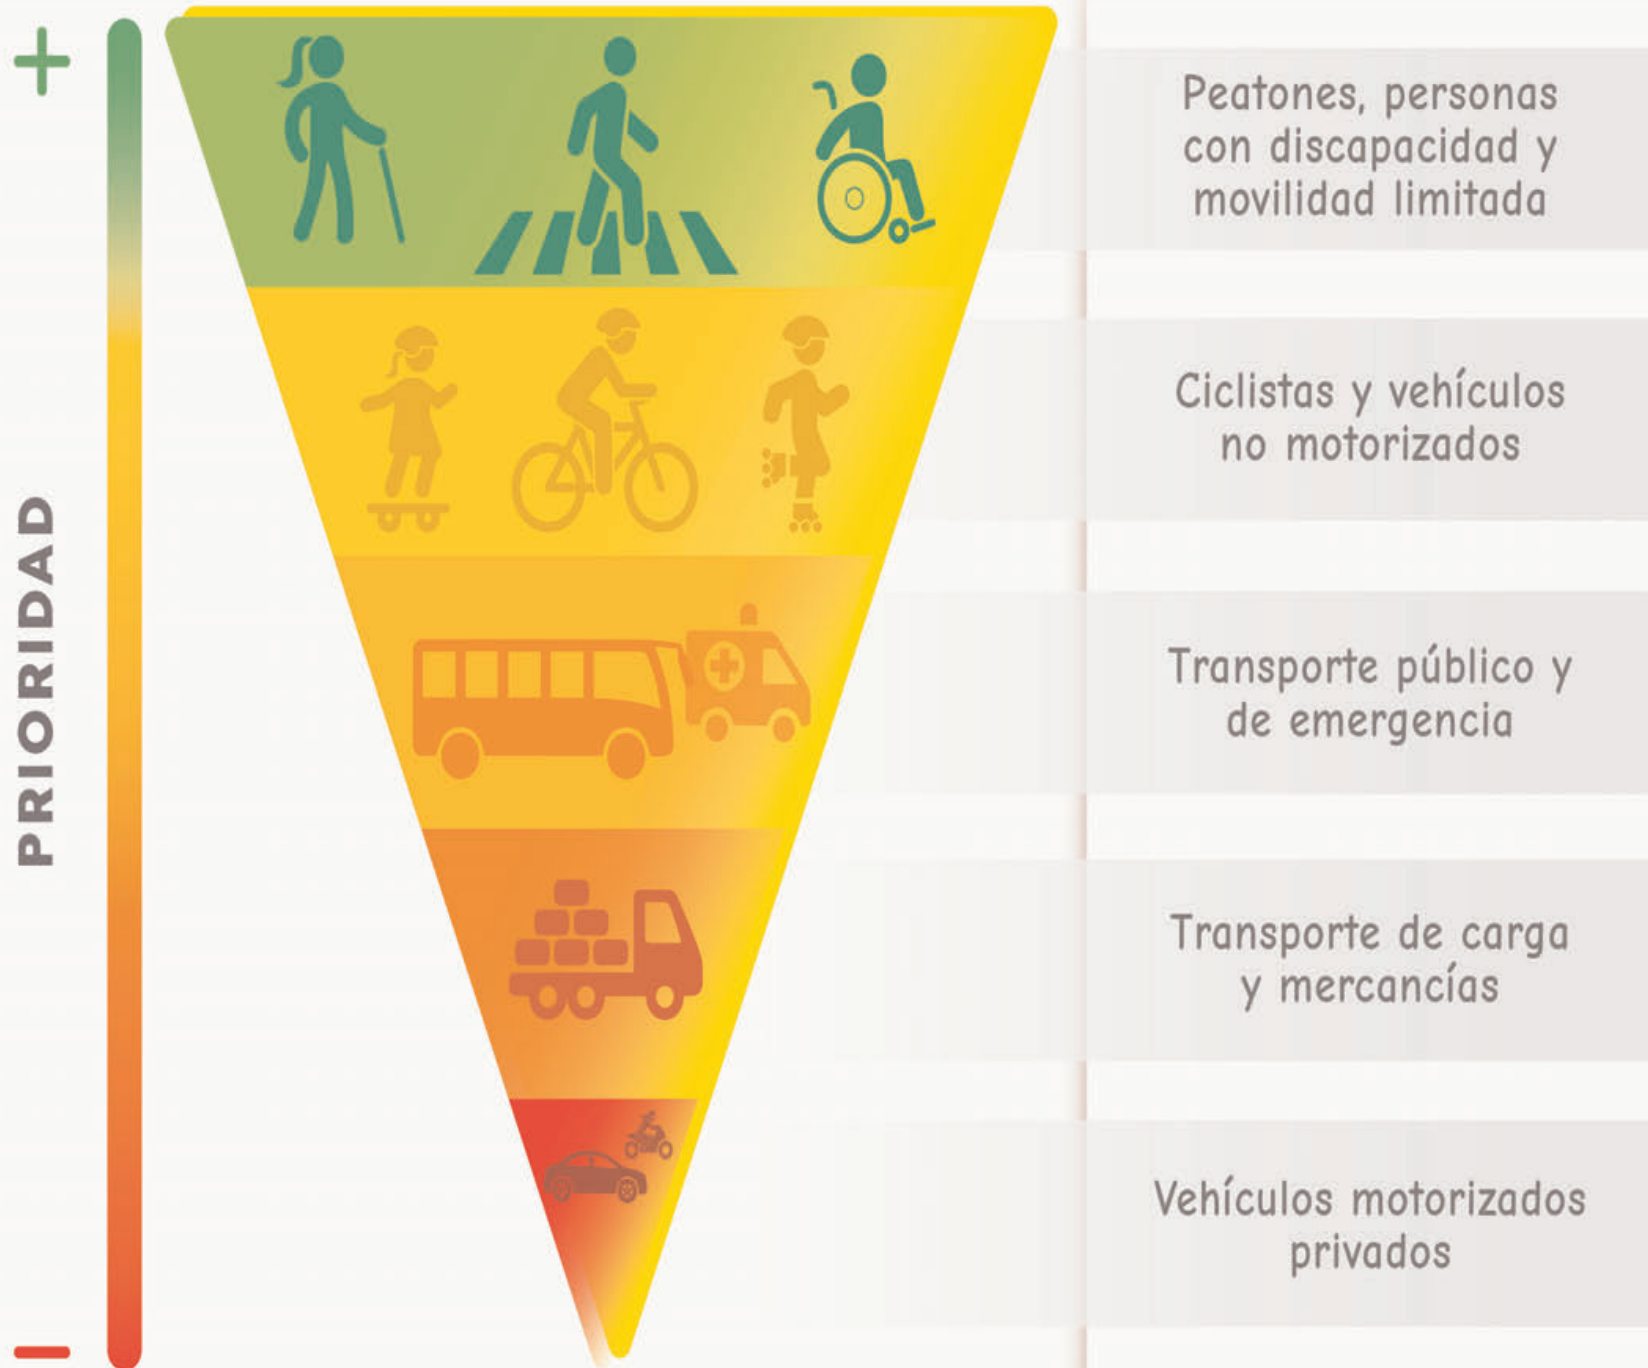 +
PRIORIDAD
-
Peatones, personas
con discapacidad y
movilidad limitada
Ciclistas y vehículos
no motorizados
Transporte público y
de emergencia
Transporte de carga
y mercancías
Vehículos motorizados
privados